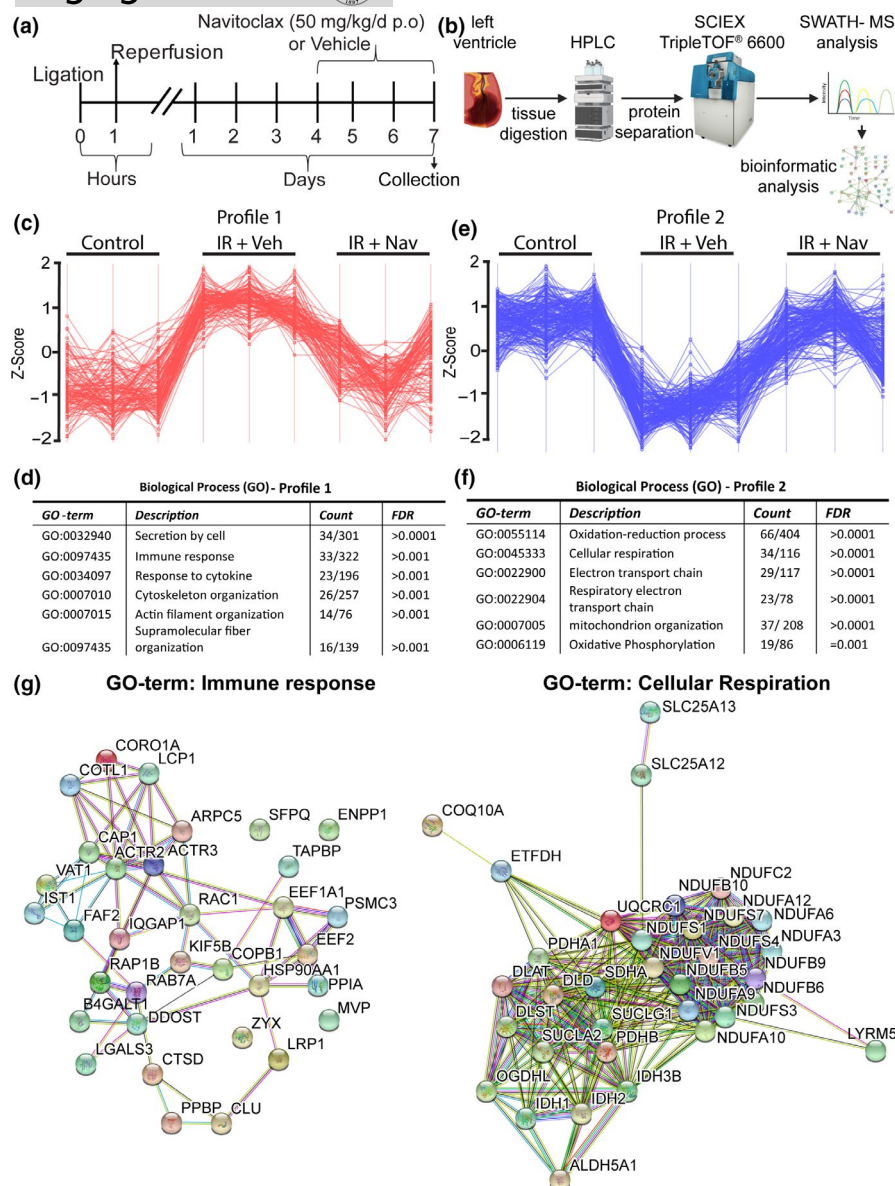 (a)
Navitoclax (50 mg/kg/d p.o)
or Vehicle
Reperfusion
Ligation
0 1 1 2 3 4 5 6 7
Hours Days Collection
(b)
left
ventricle
HPLC
SCIEX
TripleTOF® 6600
SWATH- MS
analysis
tissue
digestion
protein
separation
Intensity
Time
bioinformatic
analysis
(c)
Profile 1
Control IR + Veh IR + Nav
Z-Score
2
1
0
−1
−2
(e)
Profile 2
Control IR + Veh IR + Nav
Z-Score
2
1
0
−1
−2
(d)
Biological Process (GO) - Profile 1
GO -term Description Count FDR
GO:0032940 Secretion by cell 34/301 >0.0001
GO:0097435 Immune response 33/322 >0.001
GO:0034097 Response to cytokine 23/196 >0.001
GO:0007010 Cytoskeleton organization 26/257 >0.001
GO:0007015 Actin filament organization 14/76 >0.001
Supramolecular fiber
GO:0097435 organization 16/139 >0.001
(f)
Biological Process (GO) - Profile 2
GO-term Description Count FDR
GO:0055114 Oxidation-reduction process 66/404 >0.0001
GO:0045333 Cellular respiration 34/116 >0.0001
GO:0022900 Electron transport chain 29/117 >0.0001
GO:0022904 Respiratory electron
transport chain 23/78 >0.0001
GO:0007005 mitochondrion organization 37/ 208 >0.0001
GO:0006119 Oxidative Phosphorylation 19/86 =0.001
(g)
GO-term: Immune response
CORO1A
COTL1
LCP1
ARPC5
SFPQ
ENPP1
CAP1
ACTR2
ACTR3
TAPBP
VAT1
IST1
RAC1
EEF1A1
PSMC3
FAF2
IQGAP1
EEF2
KIF5B
COPB1
RAP1B
RAB7A
HSP90AA1
PPIA
B4GALT1
DDOST
MVP
ZYX
LGALS3
CTSD
LRP1
PPBP
CLU
GO-term: Cellular Respiration
SLC25A13
SLC25A12
COQ10A
ETFDH
NDUFC2
NDUFB10
UQCRC1
NDUFA12
NDUFS7
NDUFA6
NDUFS1
NDUFS4
NDUFA3
PDHA1
NDUFV1
DLAT
DLD
SDHA
NDUFB5
NDUFB9
NDUFA9
NDUFB6
DLST
SUCLG1
NDUFS3
SUCLA2
PDHB
NDUFA10
LYRM5
OGDHL
IDH3B
IDH1
IDH2
ALDH5A1